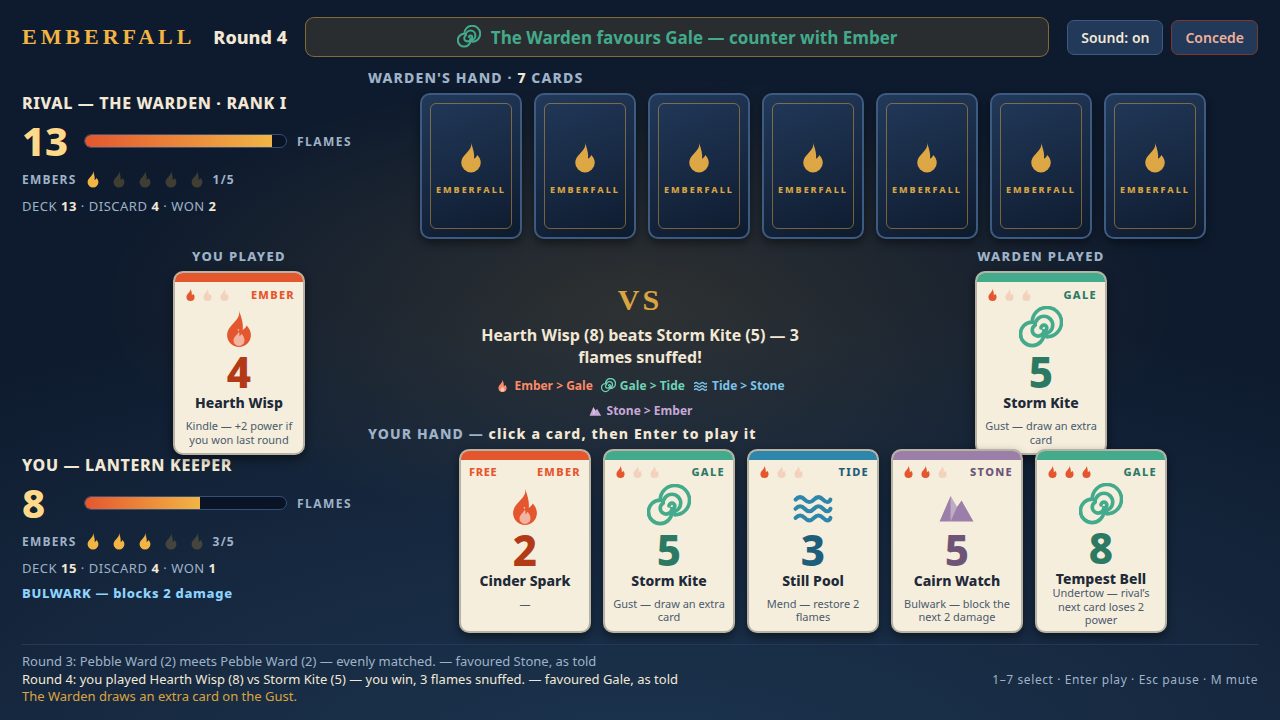 EMBERFALL
Round 4
The Warden favours Gale — counter with Ember
Sound: on
Concede
WARDEN'S HAND · 7 CARDS
RIVAL — THE WARDEN · RANK I
13
FLAMES
EMBERS
1/5
DECK 13 · DISCARD 4 · WON 2
EMBERFALL
EMBERFALL
EMBERFALL
EMBERFALL
EMBERFALL
EMBERFALL
EMBERFALL
YOU PLAYED
EMBER
4
Hearth Wisp
Kindle — +2 power if
you won last round
VS
Hearth Wisp (8) beats Storm Kite (5) — 3
flames snuffed!
Ember > Gale
Gale > Tide
Tide > Stone
Stone > Ember
WARDEN PLAYED
GALE
5
Storm Kite
Gust — draw an extra
card
YOUR HAND — click a card, then Enter to play it
YOU — LANTERN KEEPER
8
FLAMES
EMBERS
3/5
DECK 15 · DISCARD 4 · WON 1
BULWARK — blocks 2 damage
FREE
EMBER
2
Cinder Spark
—
GALE
5
Storm Kite
Gust — draw an extra
card
TIDE
3
Still Pool
Mend — restore 2
flames
STONE
5
Cairn Watch
Bulwark — block the
next 2 damage
GALE
8
Tempest Bell
Undertow — rival's
next card loses 2
power
Round 3: Pebble Ward (2) meets Pebble Ward (2) — evenly matched. — favoured Stone, as told
Round 4: you played Hearth Wisp (8) vs Storm Kite (5) — you win, 3 flames snuffed. — favoured Gale, as told
The Warden draws an extra card on the Gust.
1–7 select · Enter play · Esc pause · M mute